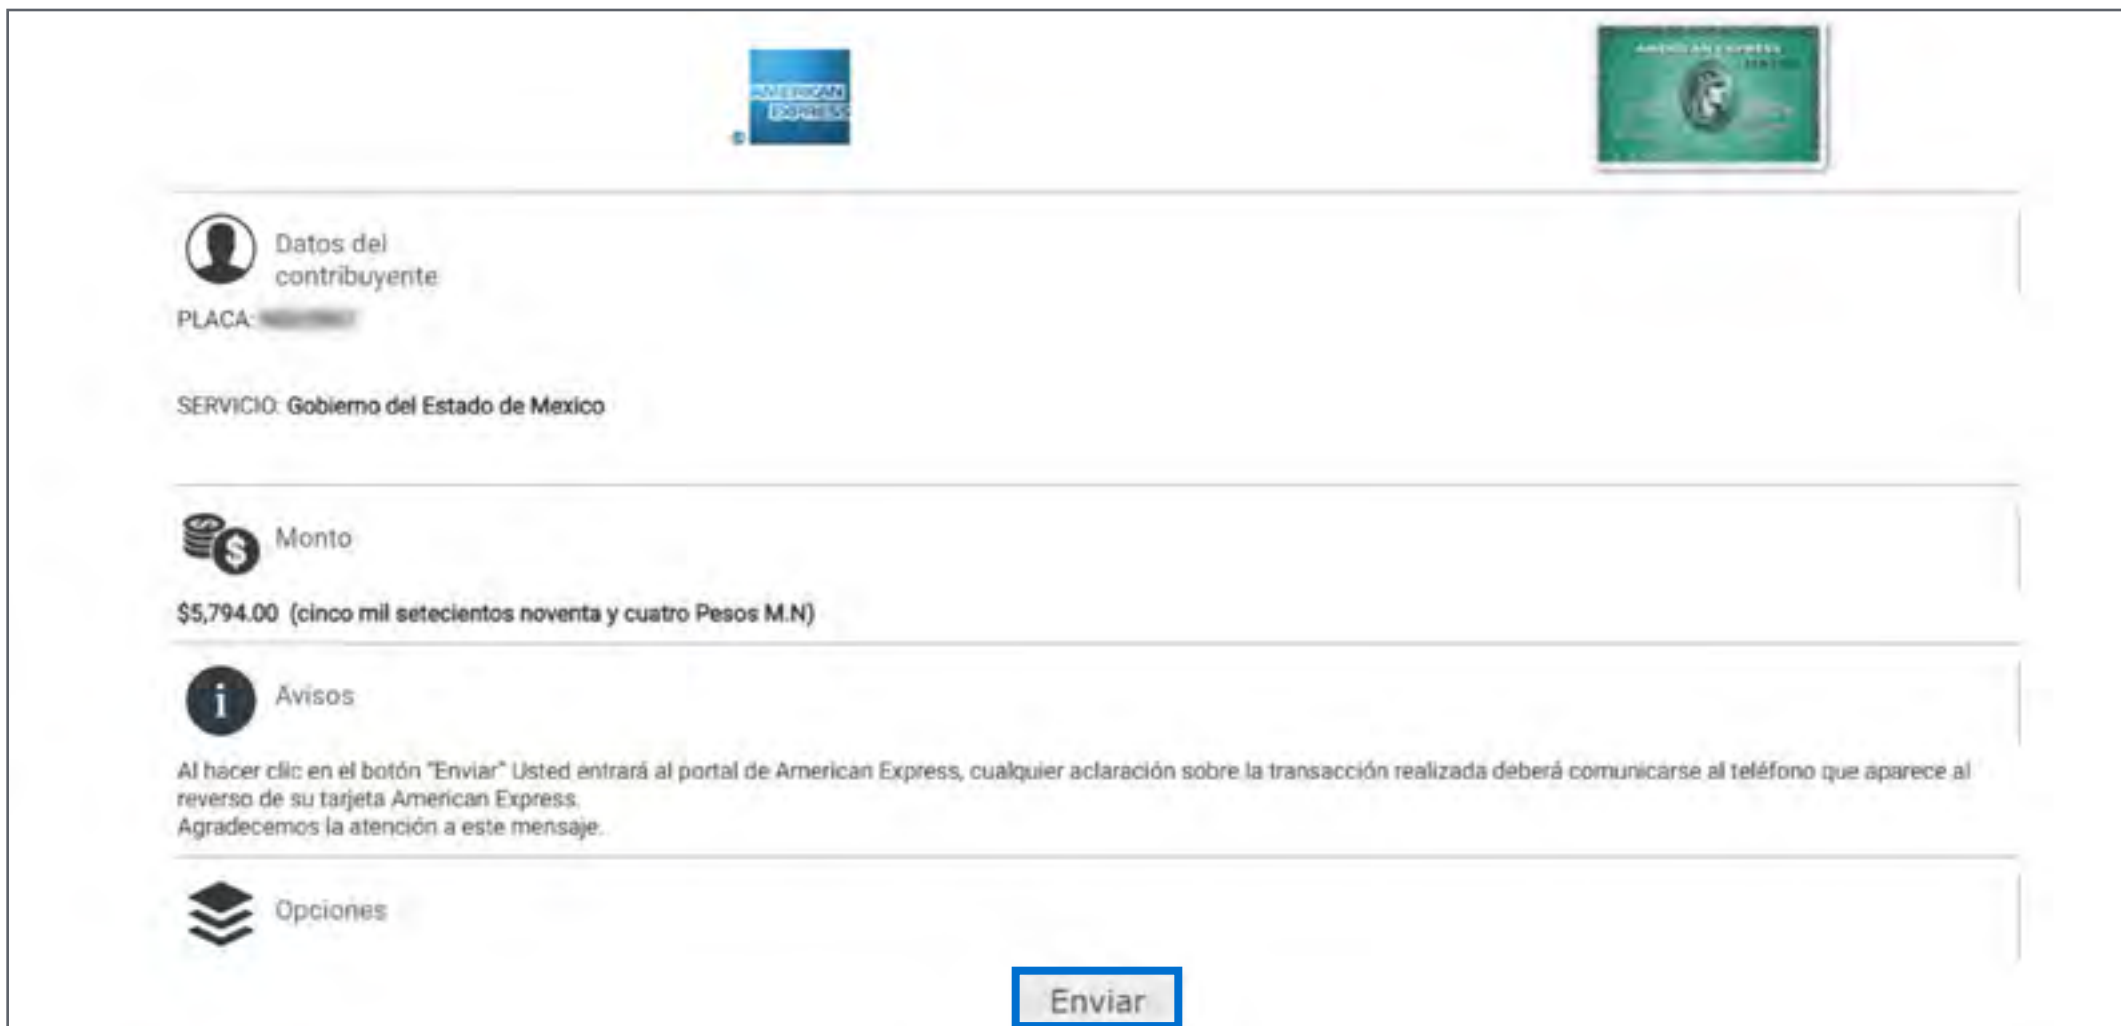 AMERICAN
EXPRESS
AMERICAN EXPRESS
Datos del
contribuyente
PLACA:
SERVICIO: Gobierno del Estado de Mexico
Monto
$5,794.00 (cinco mil setecientos noventa y cuatro Pesos M.N)
i Avisos
Al hacer clic en el botón "Enviar" Usted entrará al portal de American Express, cualquier aclaración sobre la transacción realizada deberá comunicarse al teléfono que aparece al
reverso de su tarjeta American Express.
Agradecemos la atención a este mensaje.
Opciones
Enviar